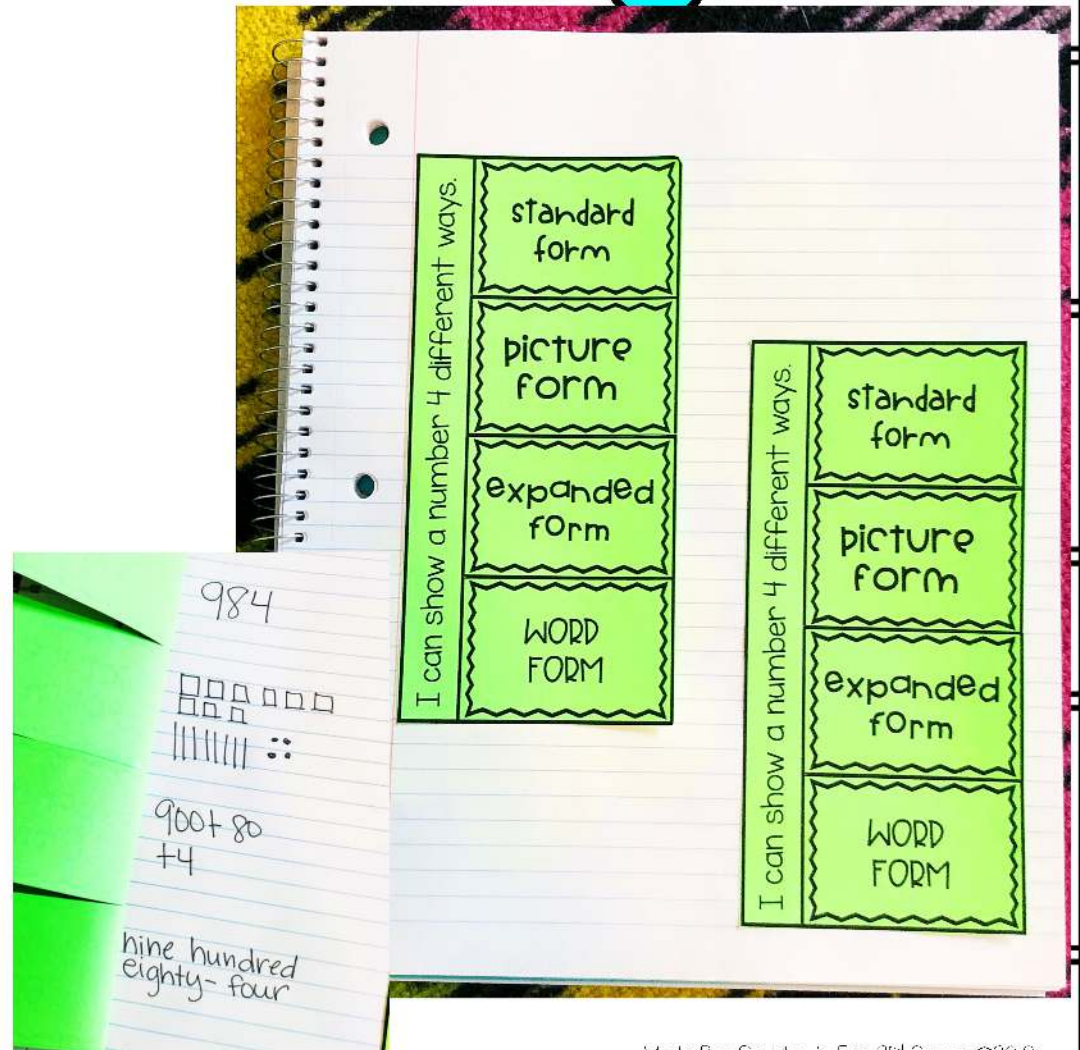 I can show a number 4 different ways.
standard
form
picture
form
expanded
form
WORD
FORM
I can show a number 4 different ways.
standard
form
picture
form
expanded
form
WORD
FORM
984
900+ 80
+4
nine hundred
eighty- four